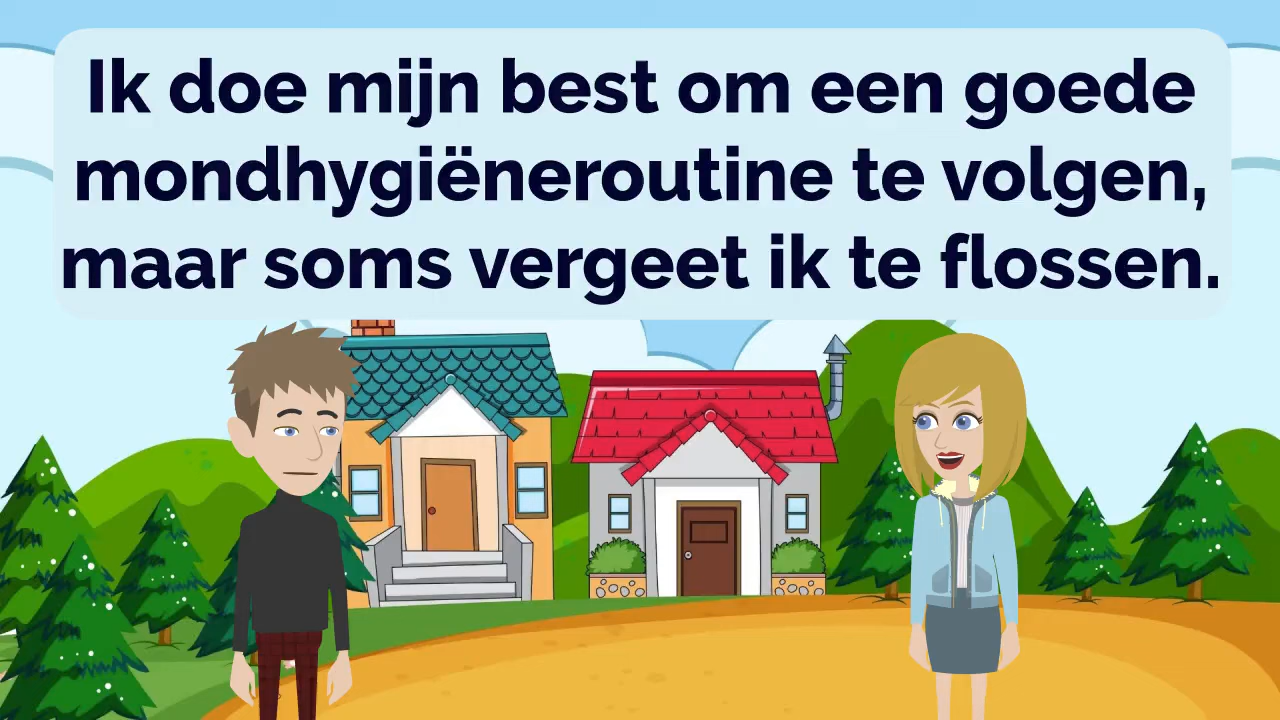 Ik doe mijn best om een goede
mondhygiëneroutine te volgen,
maar soms vergeet ik te flossen.